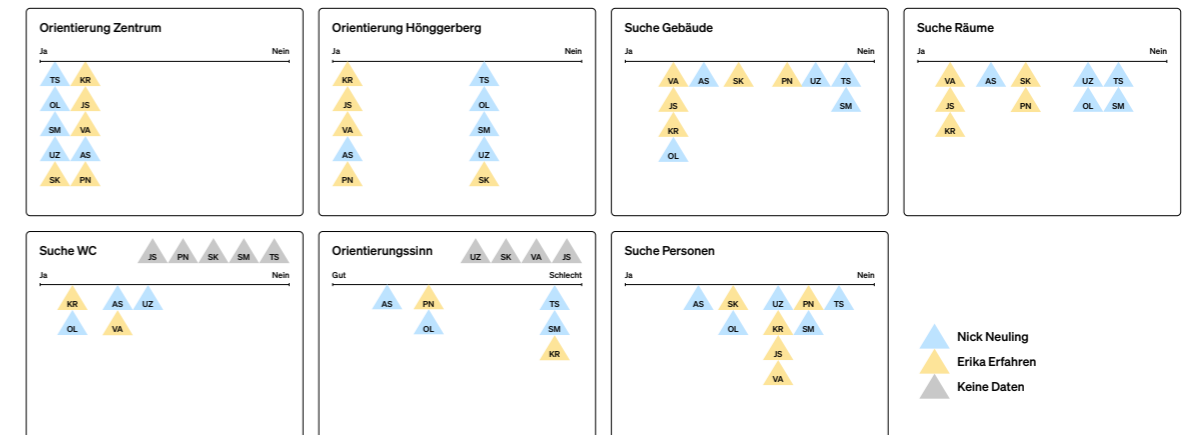 Orientierung Zentrum
Ja Nein
TS KR
OL JS
SM VA
UZ AS
SK PN
Orientierung Hönggerberg
Ja Nein
KR TS
JS OL
VA SM
AS UZ
PN SK
Suche Gebäude
Ja Nein
VA AS SK PN UZ TS
JS SM
KR
OL
Suche Räume
Ja Nein
VA AS SK UZ TS
JS PN OL SM
KR
Suche WC
JS PN SK SM TS
Ja Nein
KR AS UZ
OL VA
Orientierungssinn
UZ SK VA JS
Gut Schlecht
AS PN TS
OL SM
KR
Suche Personen
Ja Nein
AS SK UZ PN TS
OL KR SM
JS
VA
Nick Neuling
Erika Erfahren
Keine Daten